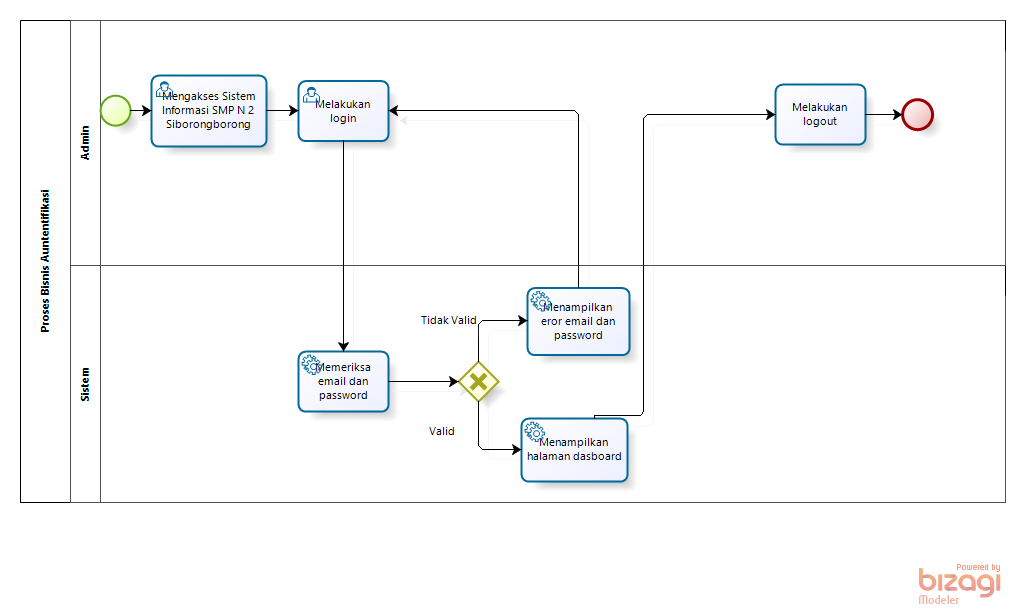 Proses Bisnis Auntentifikasi
Admin
Mengakses Sistem
Informasi SMP N 2
Siborongborong
Melakukan
login
Melakukan
logout
Sistem
Memeriksa
email dan
password
Tidak Valid
Menampilkan
eror email dan
password
Valid
Menampilkan
halaman dasboard
Powered by
bizagi
Modeler